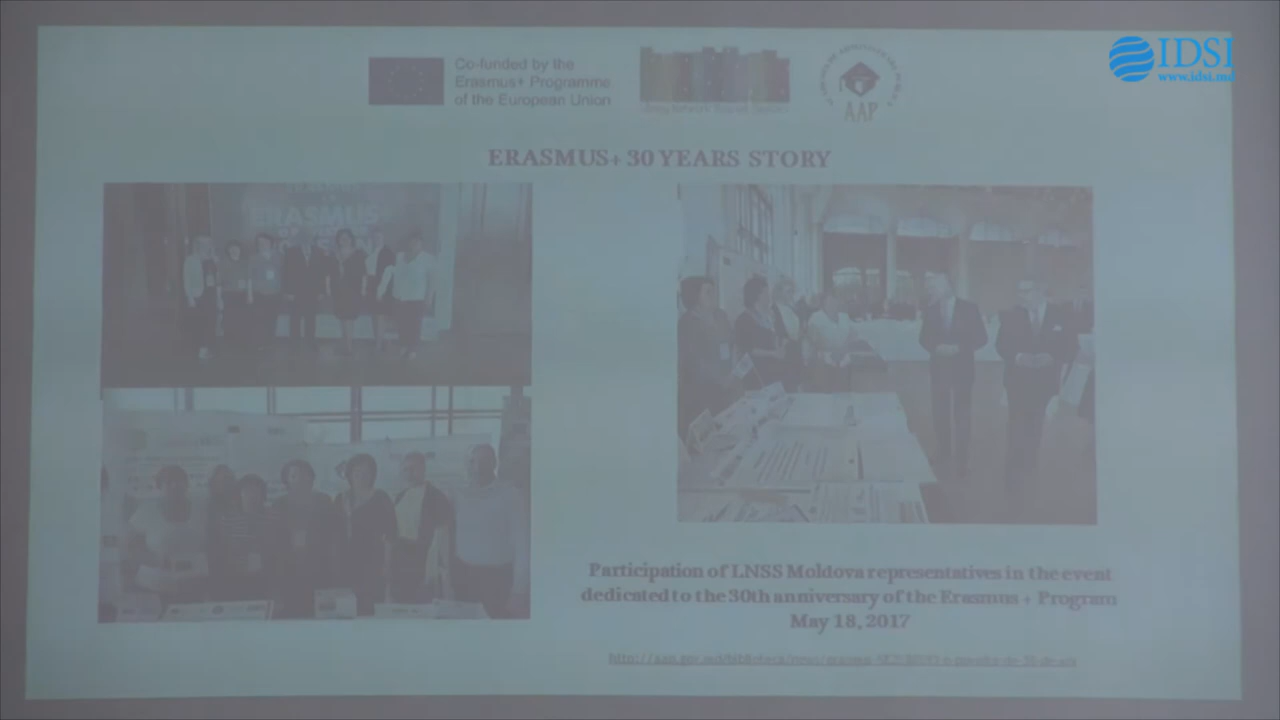 Co-funded by the
Erasmus+ Programme
of the European Union
AAP
IDSI
www.idsi.md
ERASMUS+ 30 YEARS STORY
ERASMUS
Participation of LNSS Moldova representatives in the event
dedicated to the 30th anniversary of the Erasmus + Program
May 18, 2017